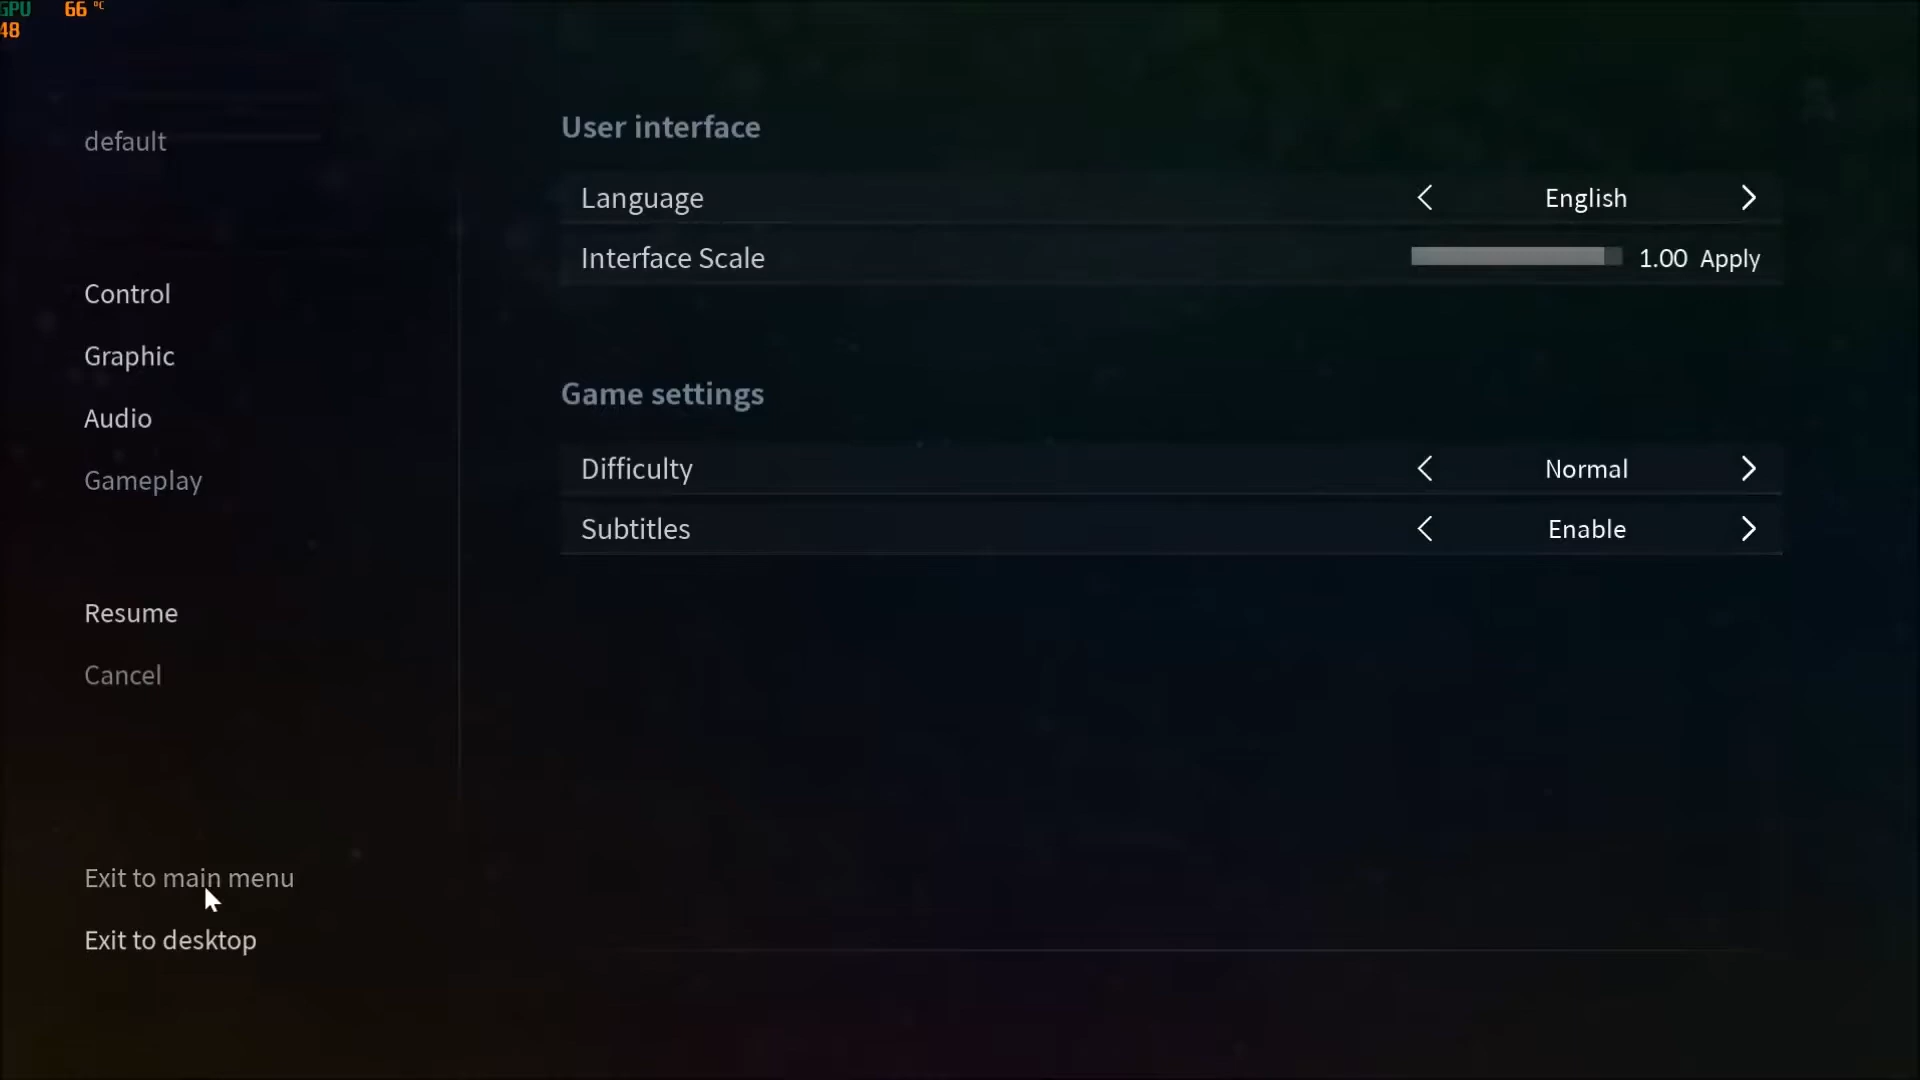 GPU 66 °C
48
default
Control
Graphic
Audio
Gameplay
Resume
Cancel
Exit to main menu
Exit to desktop
User interface
Language English
Interface Scale 1.00 Apply
Game settings
Difficulty Normal
Subtitles Enable